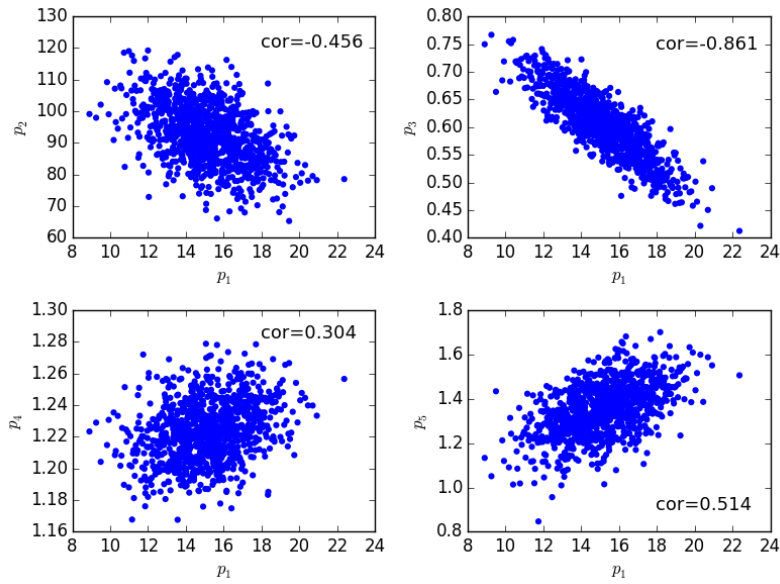 130
120
110
100
90
80
70
60
8 10 12 14 16 18 20 22 24
p₁
p₂
cor=-0.456
0.80
0.75
0.70
0.65
0.60
0.55
0.50
0.45
0.40
8 10 12 14 16 18 20 22 24
p₁
p₃
cor=-0.861
1.30
1.28
1.26
1.24
1.22
1.20
1.18
1.16
8 10 12 14 16 18 20 22 24
p₁
p₄
cor=0.304
1.8
1.6
1.4
1.2
1.0
0.8
8 10 12 14 16 18 20 22 24
p₁
p₅
cor=0.514